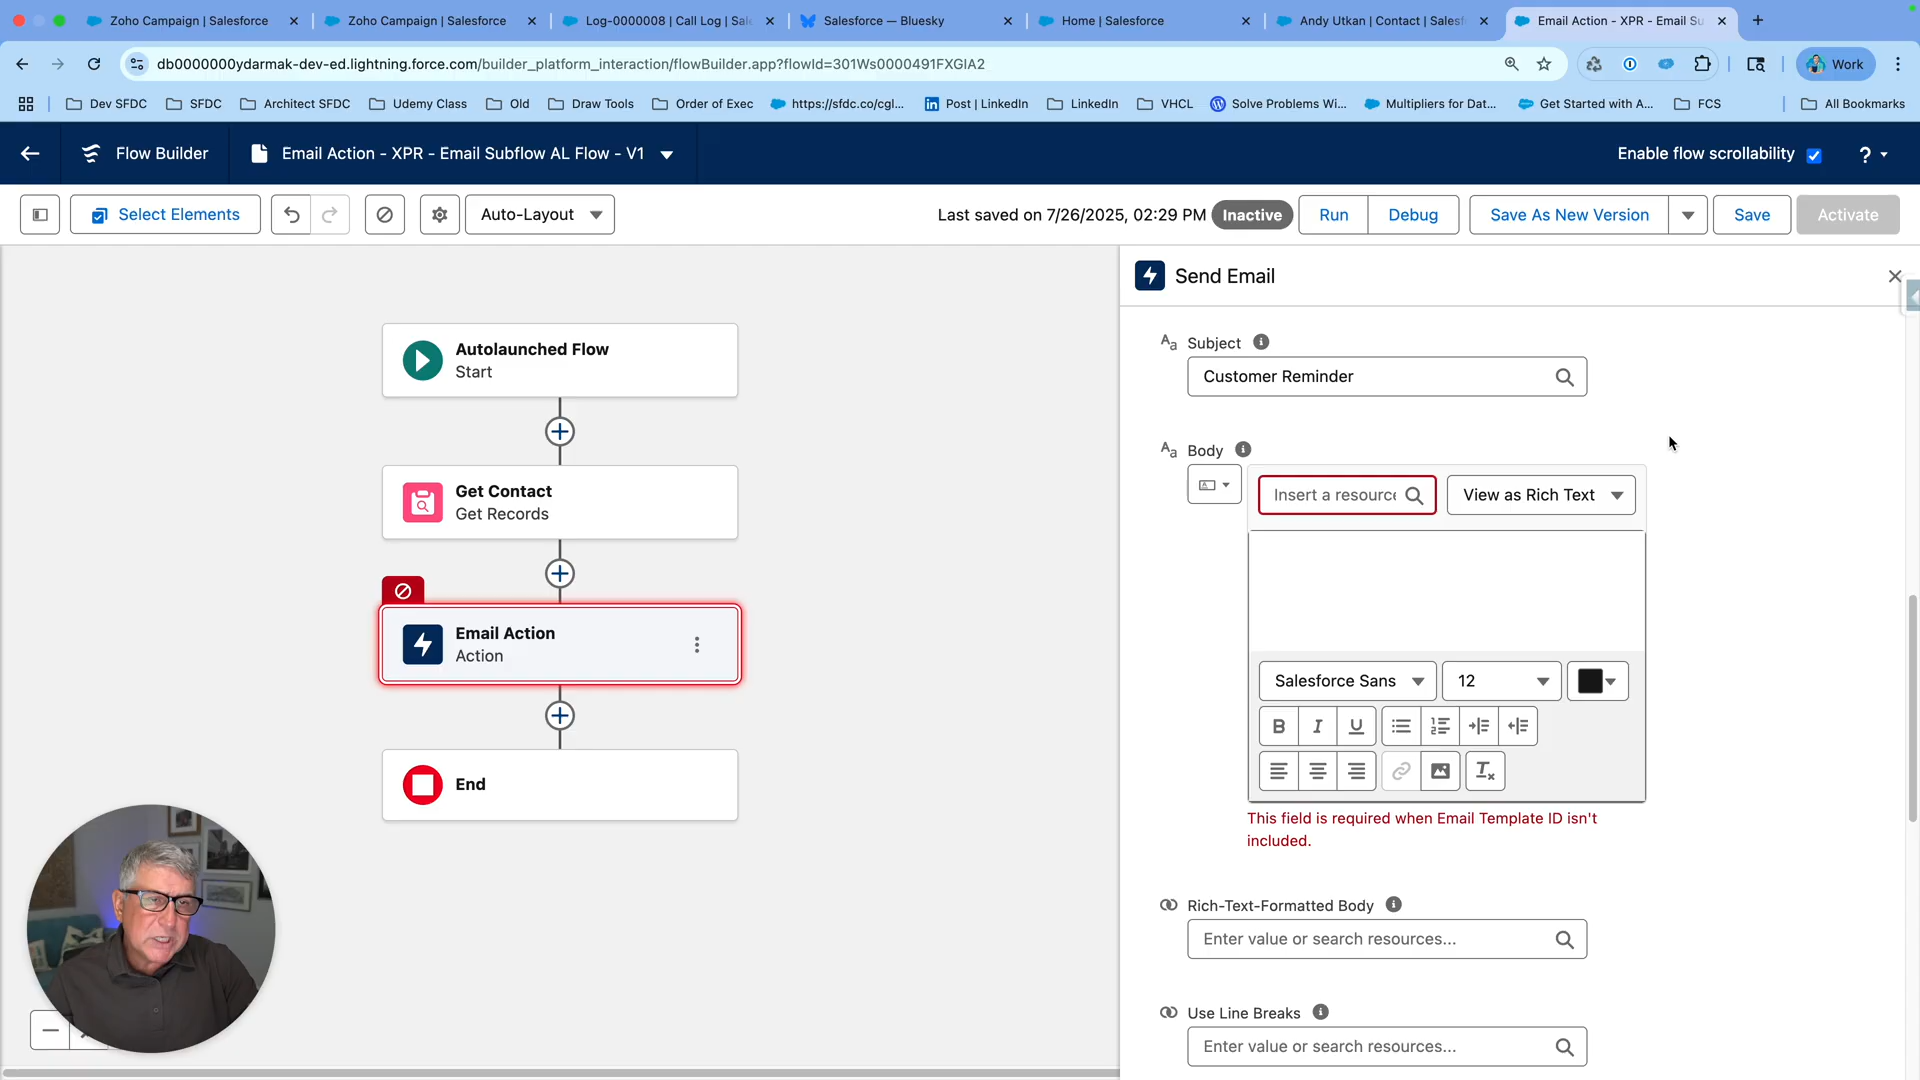 Zoho Campaign | Salesforce
Zoho Campaign | Salesforce
Log-0000008 | Call Log | Sale
Salesforce — Bluesky
Home | Salesforce
Andy Utkan | Contact | Salesf
Email Action - XPR - Email Su
db0000000ydarmak-dev-ed.lightning.force.com/builder_platform_interaction/flowBuilder.app?flowId=301Ws0000491FXGIA2
Work
Dev SFDC
SFDC
Architect SFDC
Udemy Class
Old
Draw Tools
Order of Exec
https://sfdc.co/cgl...
Post | LinkedIn
LinkedIn
VHCL
Solve Problems Wi...
Multipliers for Dat...
Get Started with A...
FCS
All Bookmarks
Flow Builder
Email Action - XPR - Email Subflow AL Flow - V1
Enable flow scrollability
?
Select Elements
Auto-Layout
Last saved on 7/26/2025, 02:29 PM
Inactive
Run
Debug
Save As New Version
Save
Activate
Send Email
Autolaunched Flow
Start
Get Contact
Get Records
Email Action
Action
End
Aa Subject
Customer Reminder
Aa Body
Insert a resource
View as Rich Text
Salesforce Sans
12
B I U
This field is required when Email Template ID isn't
included.
Rich-Text-Formatted Body
Enter value or search resources...
Use Line Breaks
Enter value or search resources...